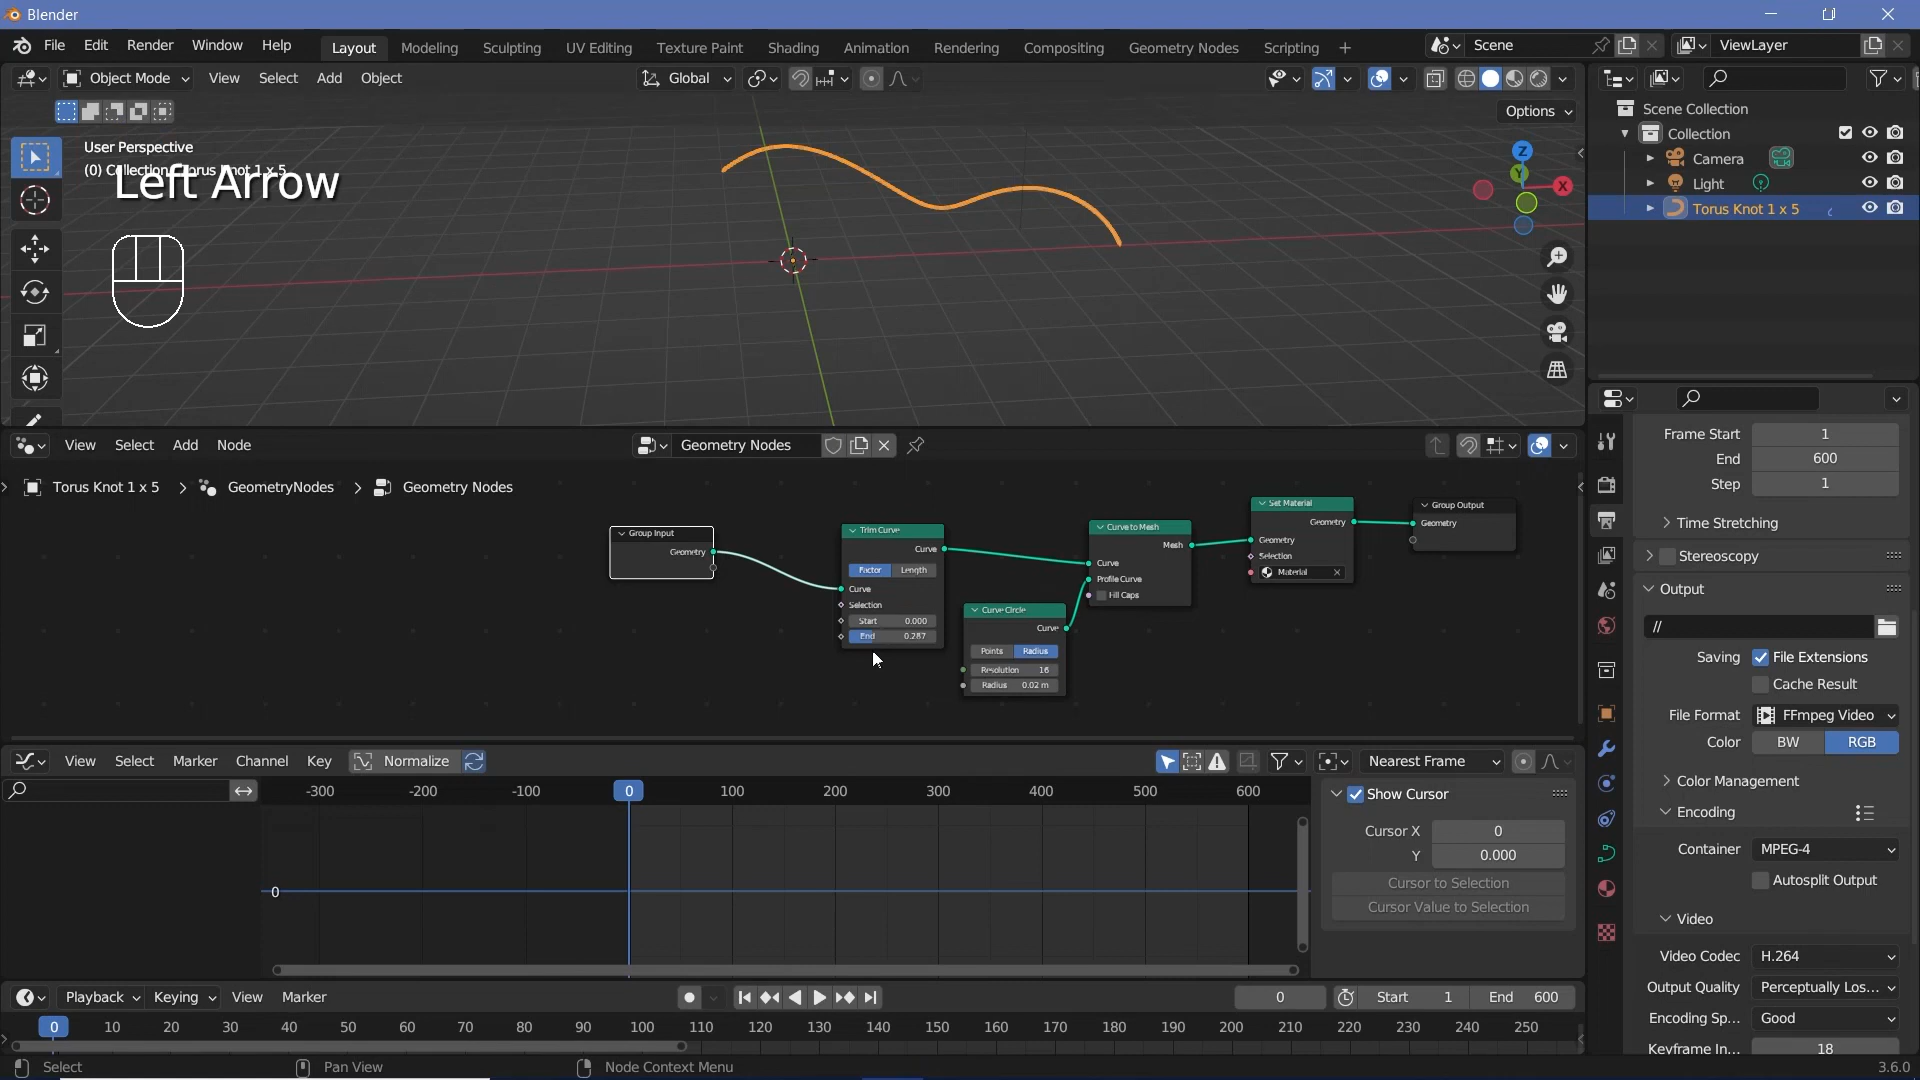 Blender
File Edit Render Window Help Layout Modeling Sculpting UV Editing Texture Paint Shading Animation Rendering Compositing Geometry Nodes Scripting + Scene ViewLayer
Object Mode View Select Add Object Global
Options
User Perspective
(0) Collection
Left Arrow
Z
Y
X
Scene Collection
Collection
Camera
Light
Torus Knot 1 x 5
View Select Add Node Geometry Nodes
Torus Knot 1 x 5 > GeometryNodes > Geometry Nodes
Group Input
Geometry
Trim Curve
Curve
Factor Length
Curve
Selection
Start 0.000
End 0.287
Curve Circle
Curve
Points Radius
Resolution 16
Radius 0.02 m
Curve to Mesh
Mesh
Curve
Profile Curve
Fill Caps
Set Material
Geometry
Geometry
Selection
Material
Group Output
Geometry
Frame Start 1
End 600
Step 1
Time Stretching
Stereoscopy
Output
//
Saving File Extensions
Cache Result
File Format FFmpeg Video
Color BW RGB
Color Management
Encoding
Container MPEG-4
Autosplit Output
Video
Video Codec H.264
Output Quality Perceptually Los...
Encoding Sp... Good
Keyframe In... 18
View Select Marker Channel Key Normalize Nearest Frame
-300 -200 -100 0 100 200 300 400 500 600
0
Show Cursor
Cursor X 0
Y 0.000
Cursor to Selection
Cursor Value to Selection
Playback Keying View Marker 0 Start 1 End 600
0 10 20 30 40 50 60 70 80 90 100 110 120 130 140 150 160 170 180 190 200 210 220 230 240 250
Select Pan View Node Context Menu 3.6.0